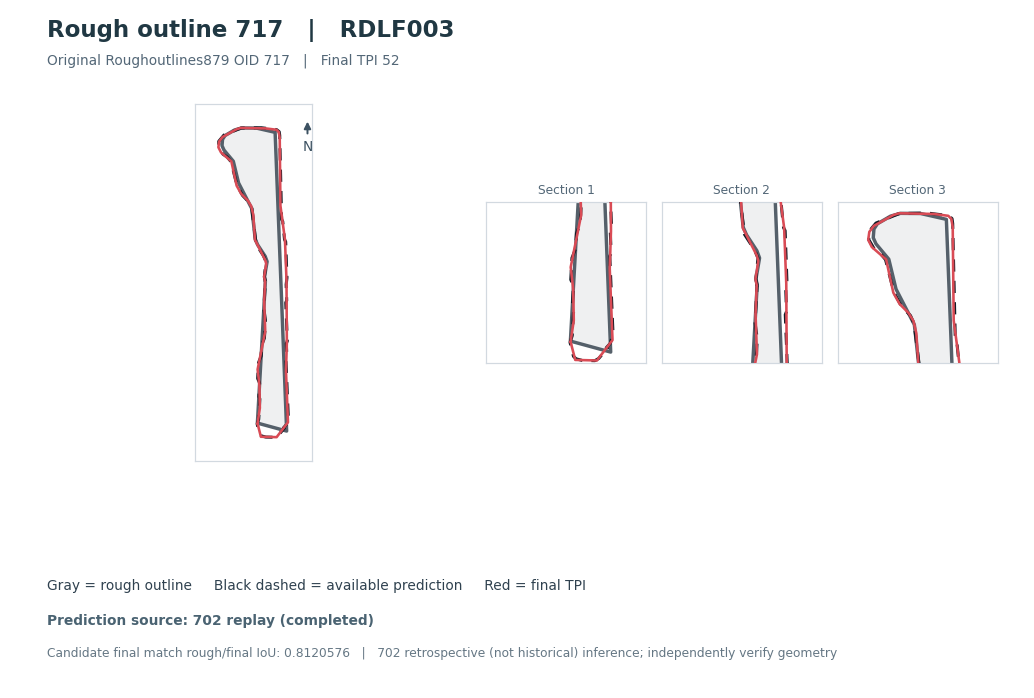 Rough outline 717   |   RDLF003
Original Roughoutlines879 OID 717   |   Final TPI 52
N
Section 1
Section 2
Section 3
Gray = rough outline     Black dashed = available prediction     Red = final TPI
Prediction source: 702 replay (completed)
Candidate final match rough/final IoU: 0.8120576   |   702 retrospective (not historical) inference; independently verify geometry